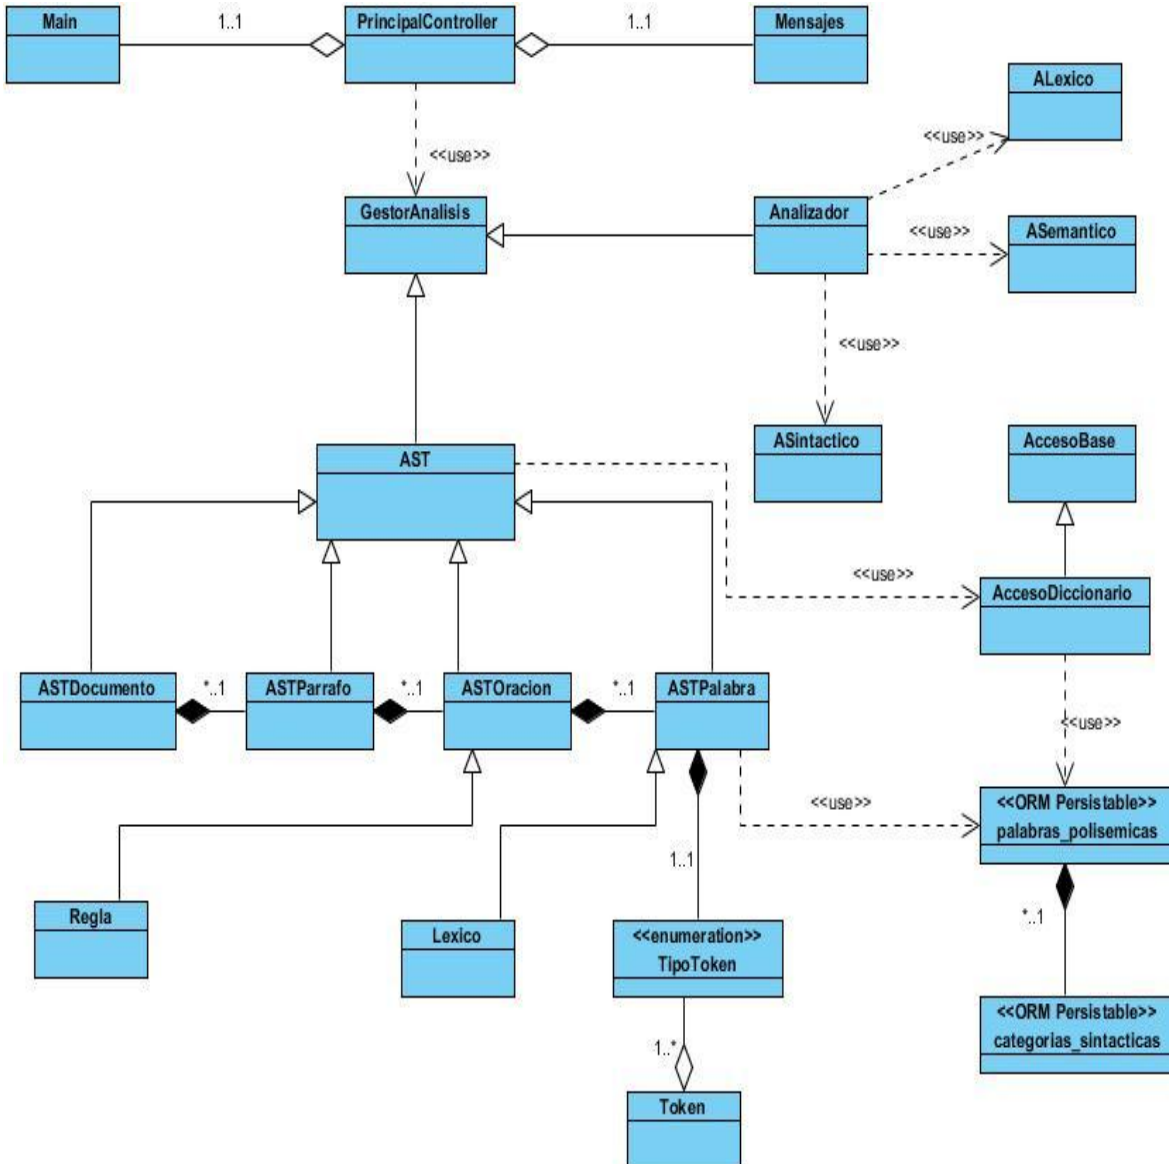 Main
1..1
PrincipalController
1..1
Mensajes
ALexico
<<use>>
<<use>>
GestorAnalisis
Analizador
<<use>>
ASemantico
<<use>>
ASintactico
AccesoBase
AST
<<use>>
AccesoDiccionario
ASTDocumento
*..1
ASTParrafo
*..1
ASTOracion
*..1
ASTPalabra
<<use>>
<<use>>
<<ORM Persistable>>
palabras_polisemicas
1..1
Regla
Lexico
<<enumeration>>
TipoToken
*..1
<<ORM Persistable>>
categorias_sintacticas
1..*
Token